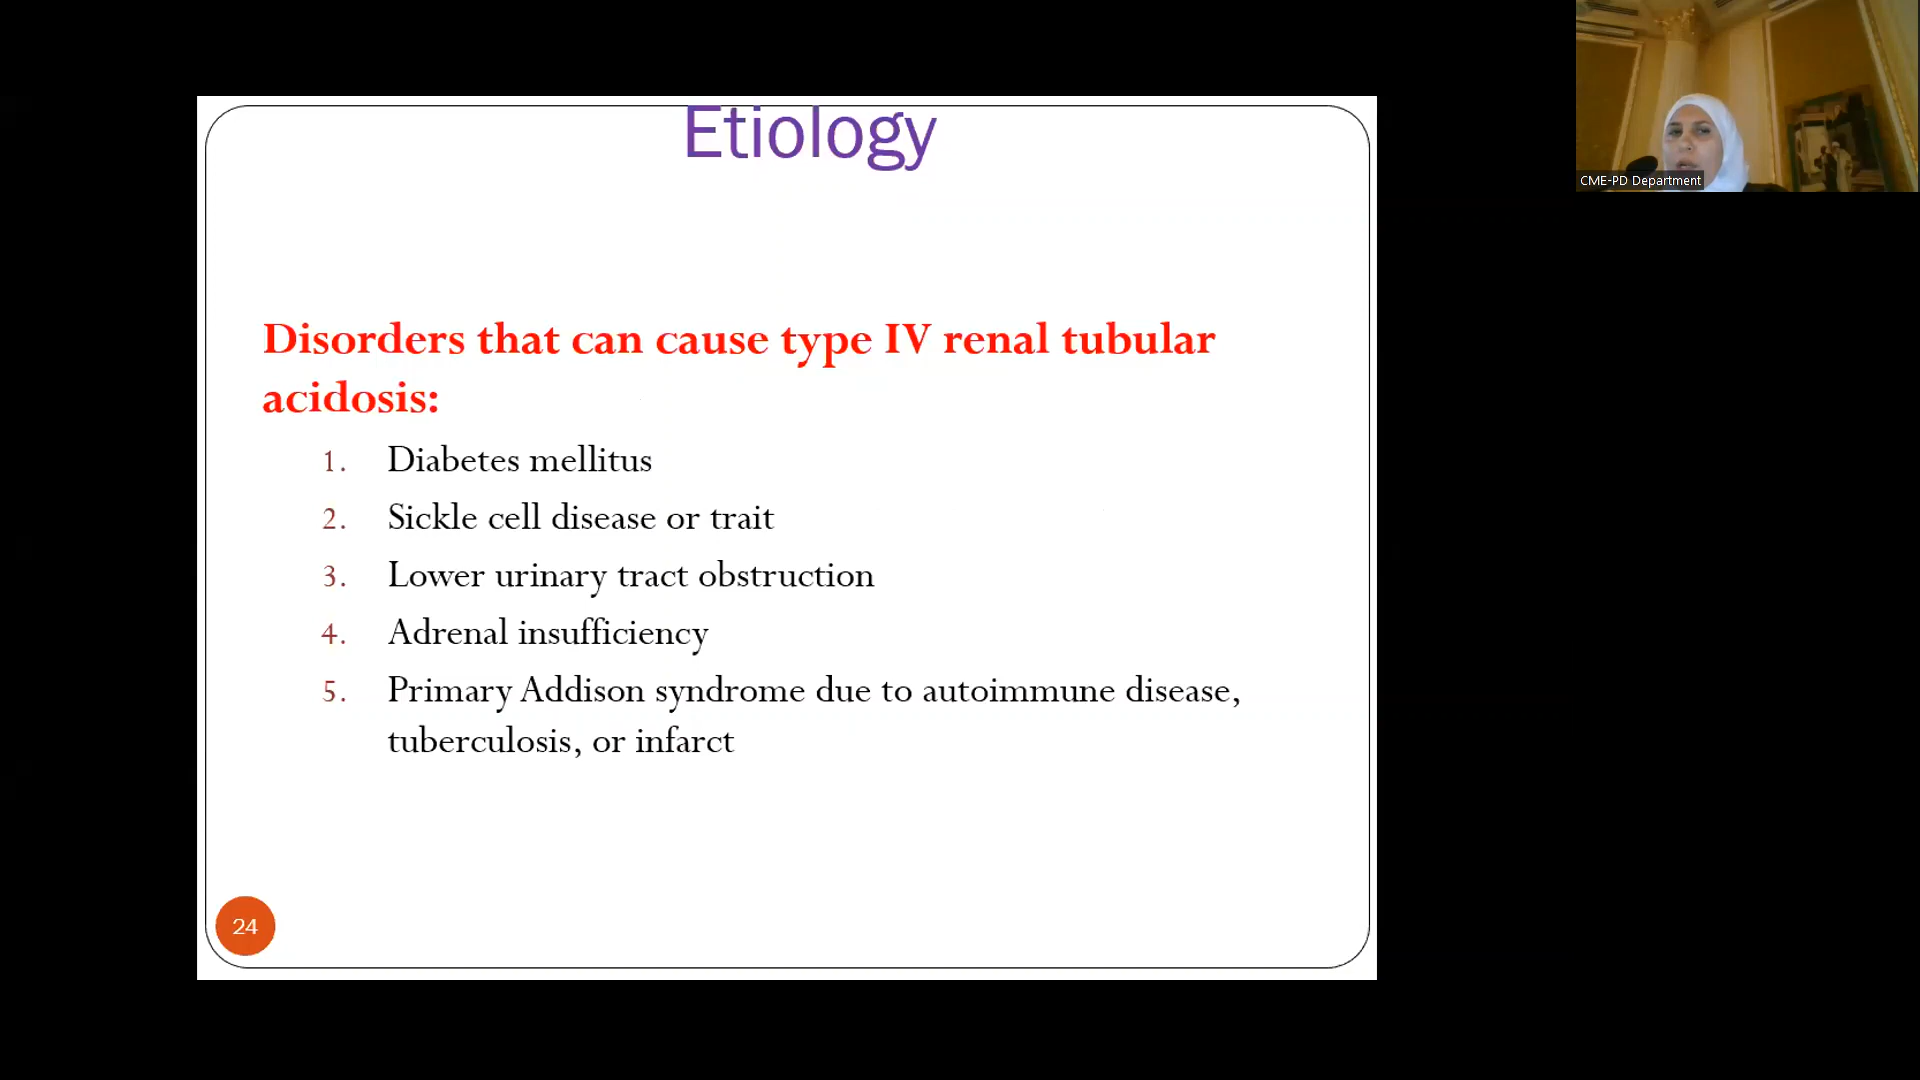 Etiology
CME-PD Department
Disorders that can cause type IV renal tubular
acidosis:
1. Diabetes mellitus
2. Sickle cell disease or trait
3. Lower urinary tract obstruction
4. Adrenal insufficiency
5. Primary Addison syndrome due to autoimmune disease,
tuberculosis, or infarct
24